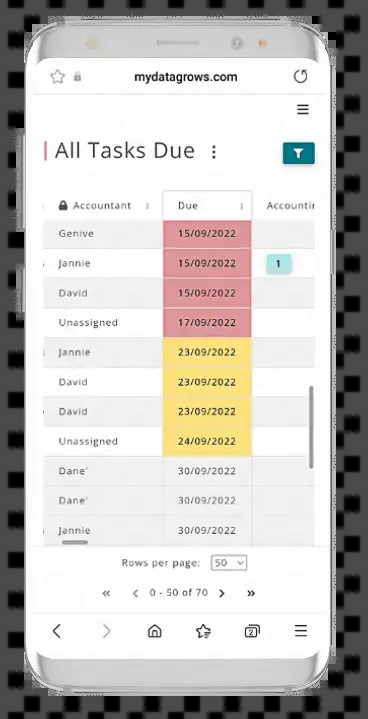 mydatagrows.com
All Tasks Due
Accountant Due Accountin
Genive 15/09/2022
Jannie 15/09/2022 1
David 15/09/2022
Unassigned 17/09/2022
Jannie 23/09/2022
David 23/09/2022
David 23/09/2022
Unassigned 24/09/2022
Dane' 30/09/2022
Dane' 30/09/2022
Jannie 30/09/2022
Rows per page: 50
0 - 50 of 70
2